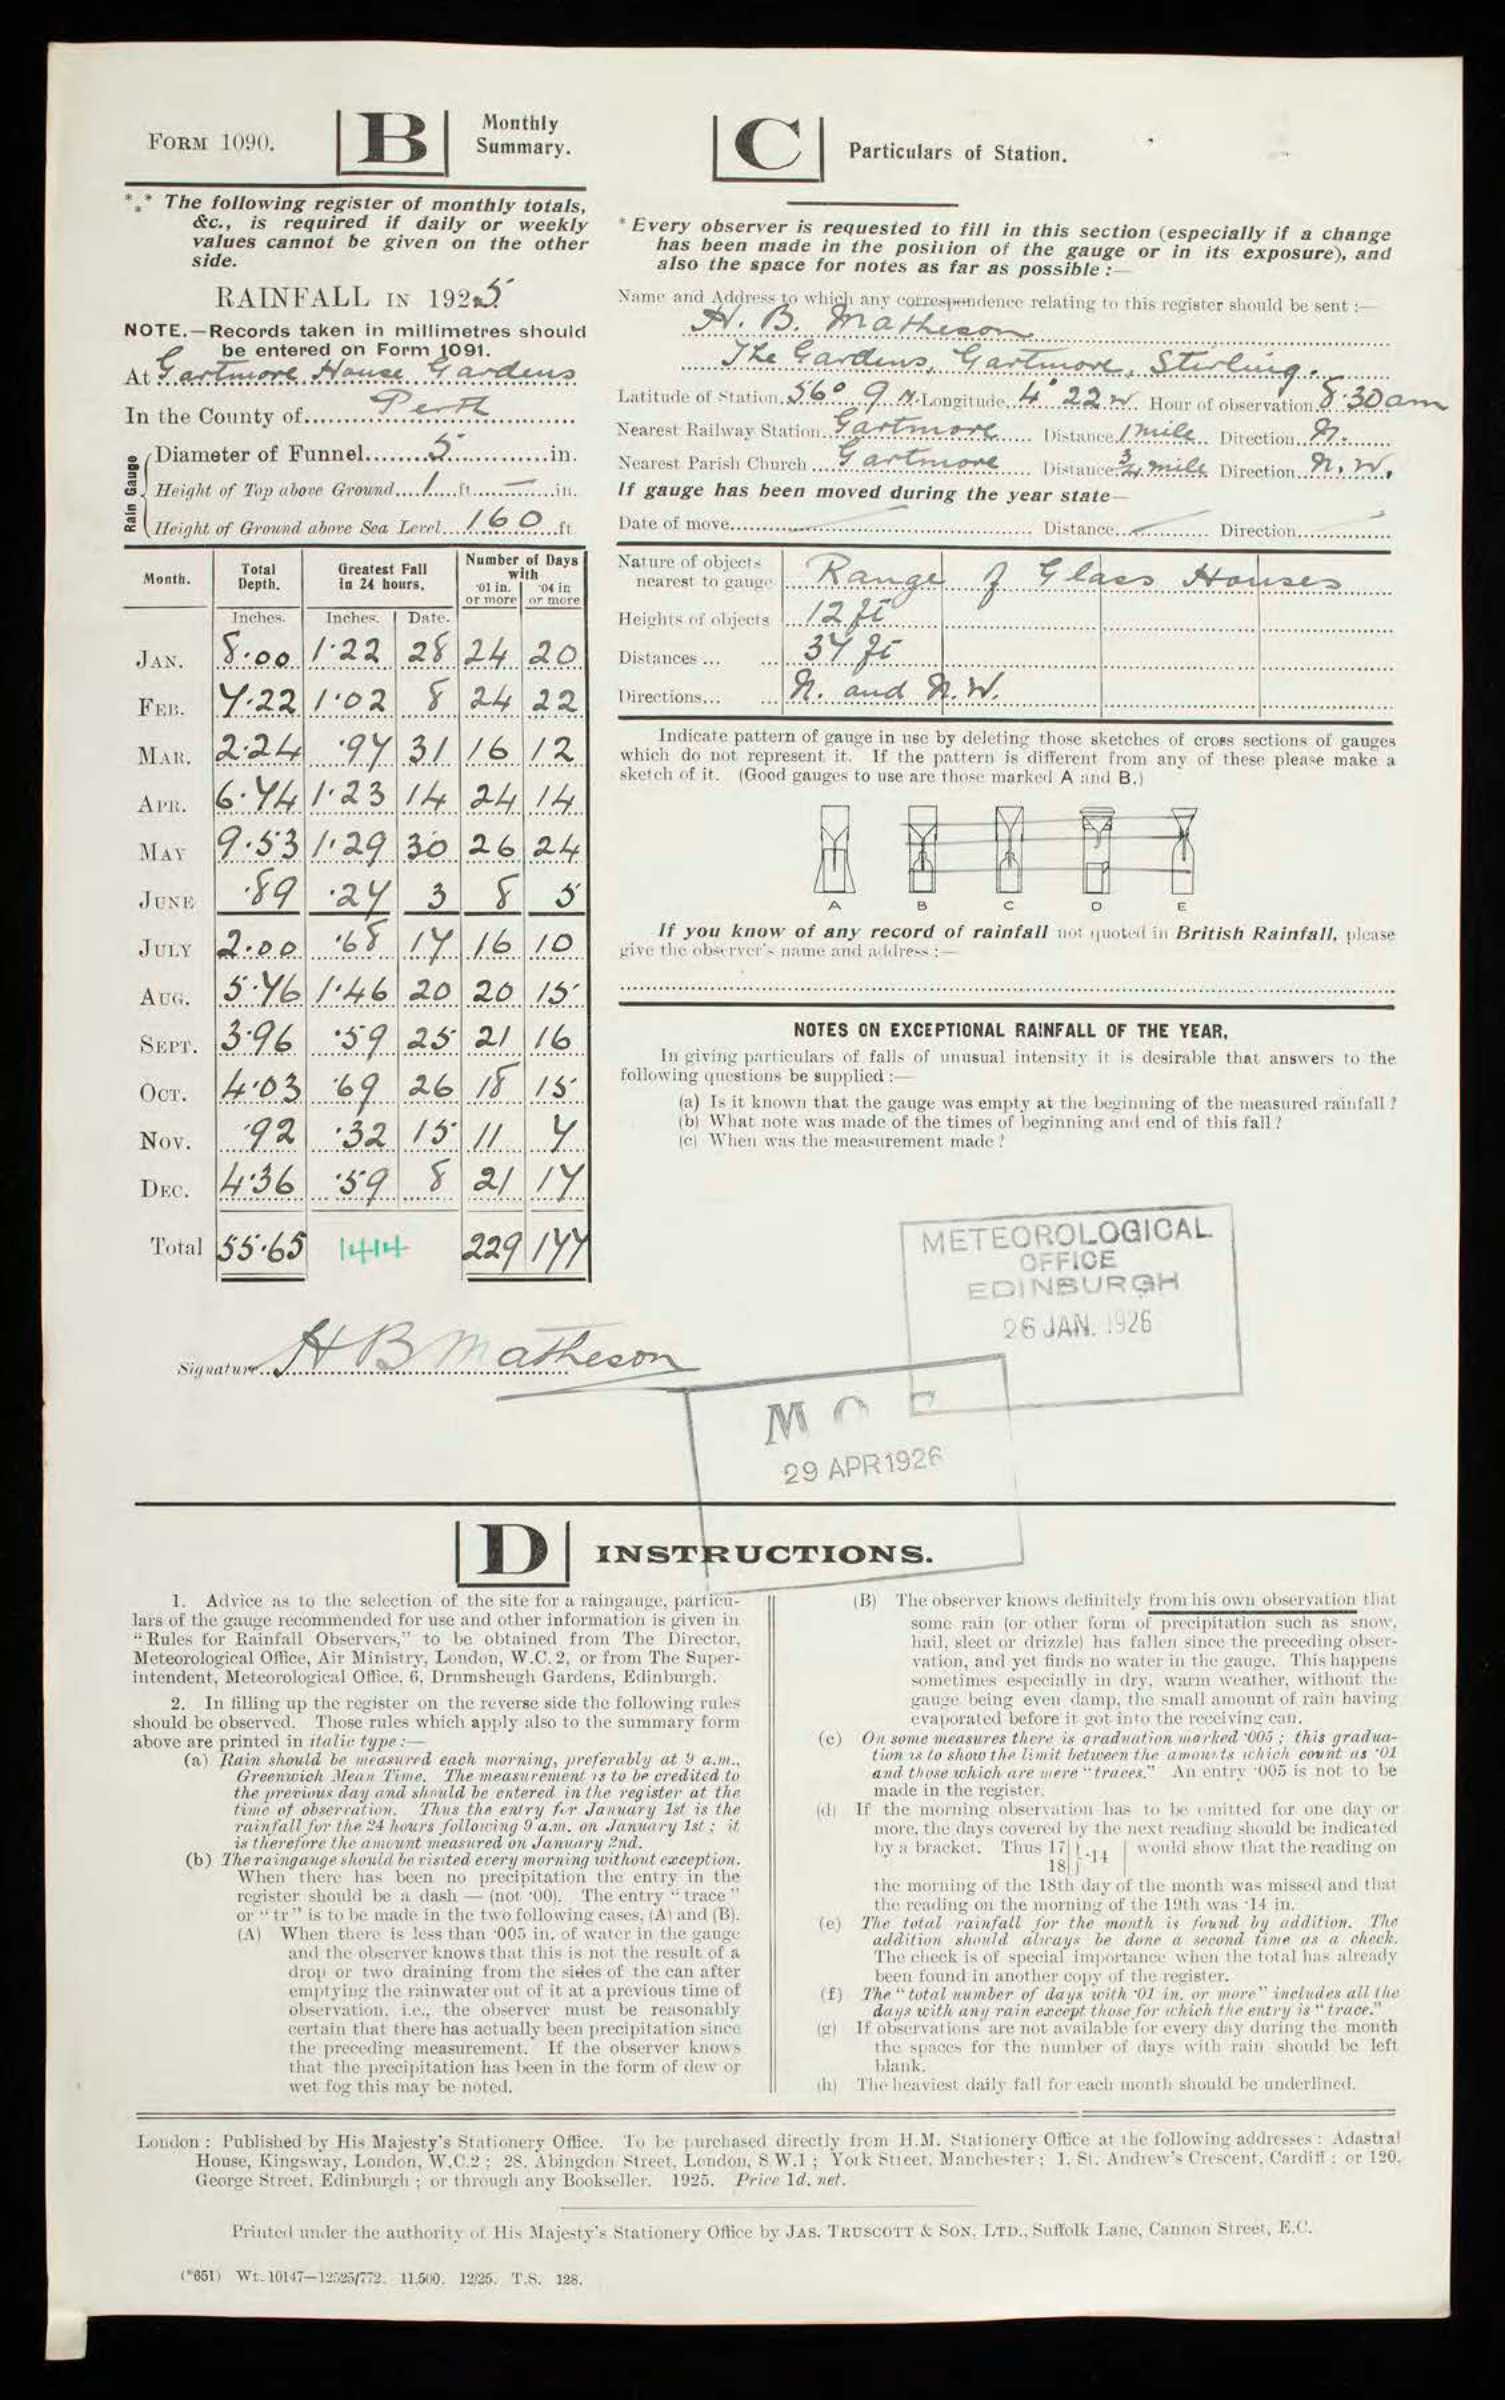 FORM 1090.
B
Monthly Summary.
*** The following register of monthly totals,
&c., is required if daily or weekly
values cannot be given on the other
side.
RAINFALL IN 1925
NOTE.—Records taken in millimetres should
be entered on Form 1091.
At Gartmore House Gardens
In the County of Perth
Rain Gauge
Diameter of Funnel 5 in.
Height of Top above Ground 1 ft. — in.
Height of Ground above Sea Level 160 ft.
Month. Total Depth. Greatest Fall in 24 hours. Number of Days with
·01 in. or more ·04 in or more
Inches. Inches. Date.
JAN. 8·00 1·22 28 24 20
FEB. 7·22 1·02 8 24 22
MAR. 2·24 ·97 31 16 12
APR. 6·74 1·23 14 24 14
MAY 9·53 1·29 30 26 24
JUNE ·89 ·27 3 8 5
JULY 2·00 ·68 17 16 10
AUG. 5·76 1·46 20 20 15
SEPT. 3·96 ·59 25 21 16
OCT. 4·03 ·69 26 18 15
NOV. ·92 ·32 15 11 7
DEC. 4·36 ·59 8 21 17
Total 55·65 1414 229 177
Signature H B Matheson
C
Particulars of Station.
* Every observer is requested to fill in this section (especially if a change
has been made in the position of the gauge or in its exposure), and
also the space for notes as far as possible :—
Name and Address to which any correspondence relating to this register should be sent :—
H. B. Matheson
The Gardens, Gartmore, Stirling.
Latitude of Station 56° 9 N. Longitude 4° 22 W. Hour of observation 8·30 am
Nearest Railway Station Gartmore Distance 1 mile Direction N.
Nearest Parish Church Gartmore Distance 3/4 mile Direction N. W.
If gauge has been moved during the year state—
Date of move Distance Direction
Nature of objects nearest to gauge Range of Glass Houses
Heights of objects 12 ft
Distances ... ... 37 ft
Directions... ... N. and N.W.
Indicate pattern of gauge in use by deleting those sketches of cross sections of gauges
which do not represent it. If the pattern is different from any of these please make a
sketch of it. (Good gauges to use are those marked A and B.)
A B C D E
If you know of any record of rainfall not quoted in British Rainfall, please
give the observer's name and address :—
NOTES ON EXCEPTIONAL RAINFALL OF THE YEAR.
In giving particulars of falls of unusual intensity it is desirable that answers to the
following questions be supplied :—
(a) Is it known that the gauge was empty at the beginning of the measured rainfall ?
(b) What note was made of the times of beginning and end of this fall ?
(c) When was the measurement made ?
METEOROLOGICAL
OFFICE
EDINBURGH
26 JAN. 1926
M O
29 APR 1926
D
INSTRUCTIONS.
1. Advice as to the selection of the site for a raingauge, particu-
lars of the gauge recommended for use and other information is given in
“Rules for Rainfall Observers,” to be obtained from The Director,
Meteorological Office, Air Ministry, London, W.C. 2, or from The Super-
intendent, Meteorological Office, 6, Drumsheugh Gardens, Edinburgh.
2. In filling up the register on the reverse side the following rules
should be observed. Those rules which apply also to the summary form
above are printed in italic type :—
(a) Rain should be measured each morning, preferably at 9 a.m.,
Greenwich Mean Time. The measurement is to be credited to
the previous day and should be entered in the register at the
time of observation. Thus the entry for January 1st is the
rainfall for the 24 hours following 9 a.m. on January 1st ; it
is therefore the amount measured on January 2nd.
(b) The raingauge should be visited every morning without exception.
When there has been no precipitation the entry in the
register should be a dash — (not ·00). The entry “trace”
or “tr” is to be made in the two following cases, (A) and (B).
(A) When there is less than ·005 in. of water in the gauge
and the observer knows that this is not the result of a
drop or two draining from the sides of the can after
emptying the rainwater out of it at a previous time of
observation, i.e., the observer must be reasonably
certain that there has actually been precipitation since
the preceding measurement. If the observer knows
that the precipitation has been in the form of dew or
wet fog this may be noted.
(B) The observer knows definitely from his own observation that
some rain (or other form of precipitation such as snow,
hail, sleet or drizzle) has fallen since the preceding obser-
vation, and yet finds no water in the gauge. This happens
sometimes especially in dry, warm weather, without the
gauge being even damp, the small amount of rain having
evaporated before it got into the receiving can.
(c) On some measures there is graduation marked ·005 ; this gradua-
tion is to show the limit between the amounts which count as ·01
and those which are mere “traces.” An entry ·005 is not to be
made in the register.
(d) If the morning observation has to be omitted for one day or
more, the days covered by the next reading should be indicated
by a bracket. Thus 17 18 } ·14 would show that the reading on
the morning of the 18th day of the month was missed and that
the reading on the morning of the 19th was ·14 in.
(e) The total rainfall for the month is found by addition. The
addition should always be done a second time as a check.
The check is of special importance when the total has already
been found in another copy of the register.
(f) The “total number of days with ·01 in. or more” includes all the
days with any rain except those for which the entry is “trace.”
(g) If observations are not available for every day during the month
the spaces for the number of days with rain should be left
blank.
(h) The heaviest daily fall for each month should be underlined.
London : Published by His Majesty's Stationery Office. To be purchased directly from H.M. Stationery Office at the following addresses : Adastral
House, Kingsway, London, W.C.2 ; 28, Abingdon Street, London, S.W.1 ; York Street, Manchester ; 1, St. Andrew's Crescent, Cardiff ; or 120,
George Street, Edinburgh ; or through any Bookseller. 1925. Price 1d. net.
Printed under the authority of His Majesty's Stationery Office by JAS. TRUSCOTT & SON, LTD., Suffolk Lane, Cannon Street, E.C.
(*651) Wt. 10147—12525/772. 11,500. 12/25. T.S. 128.